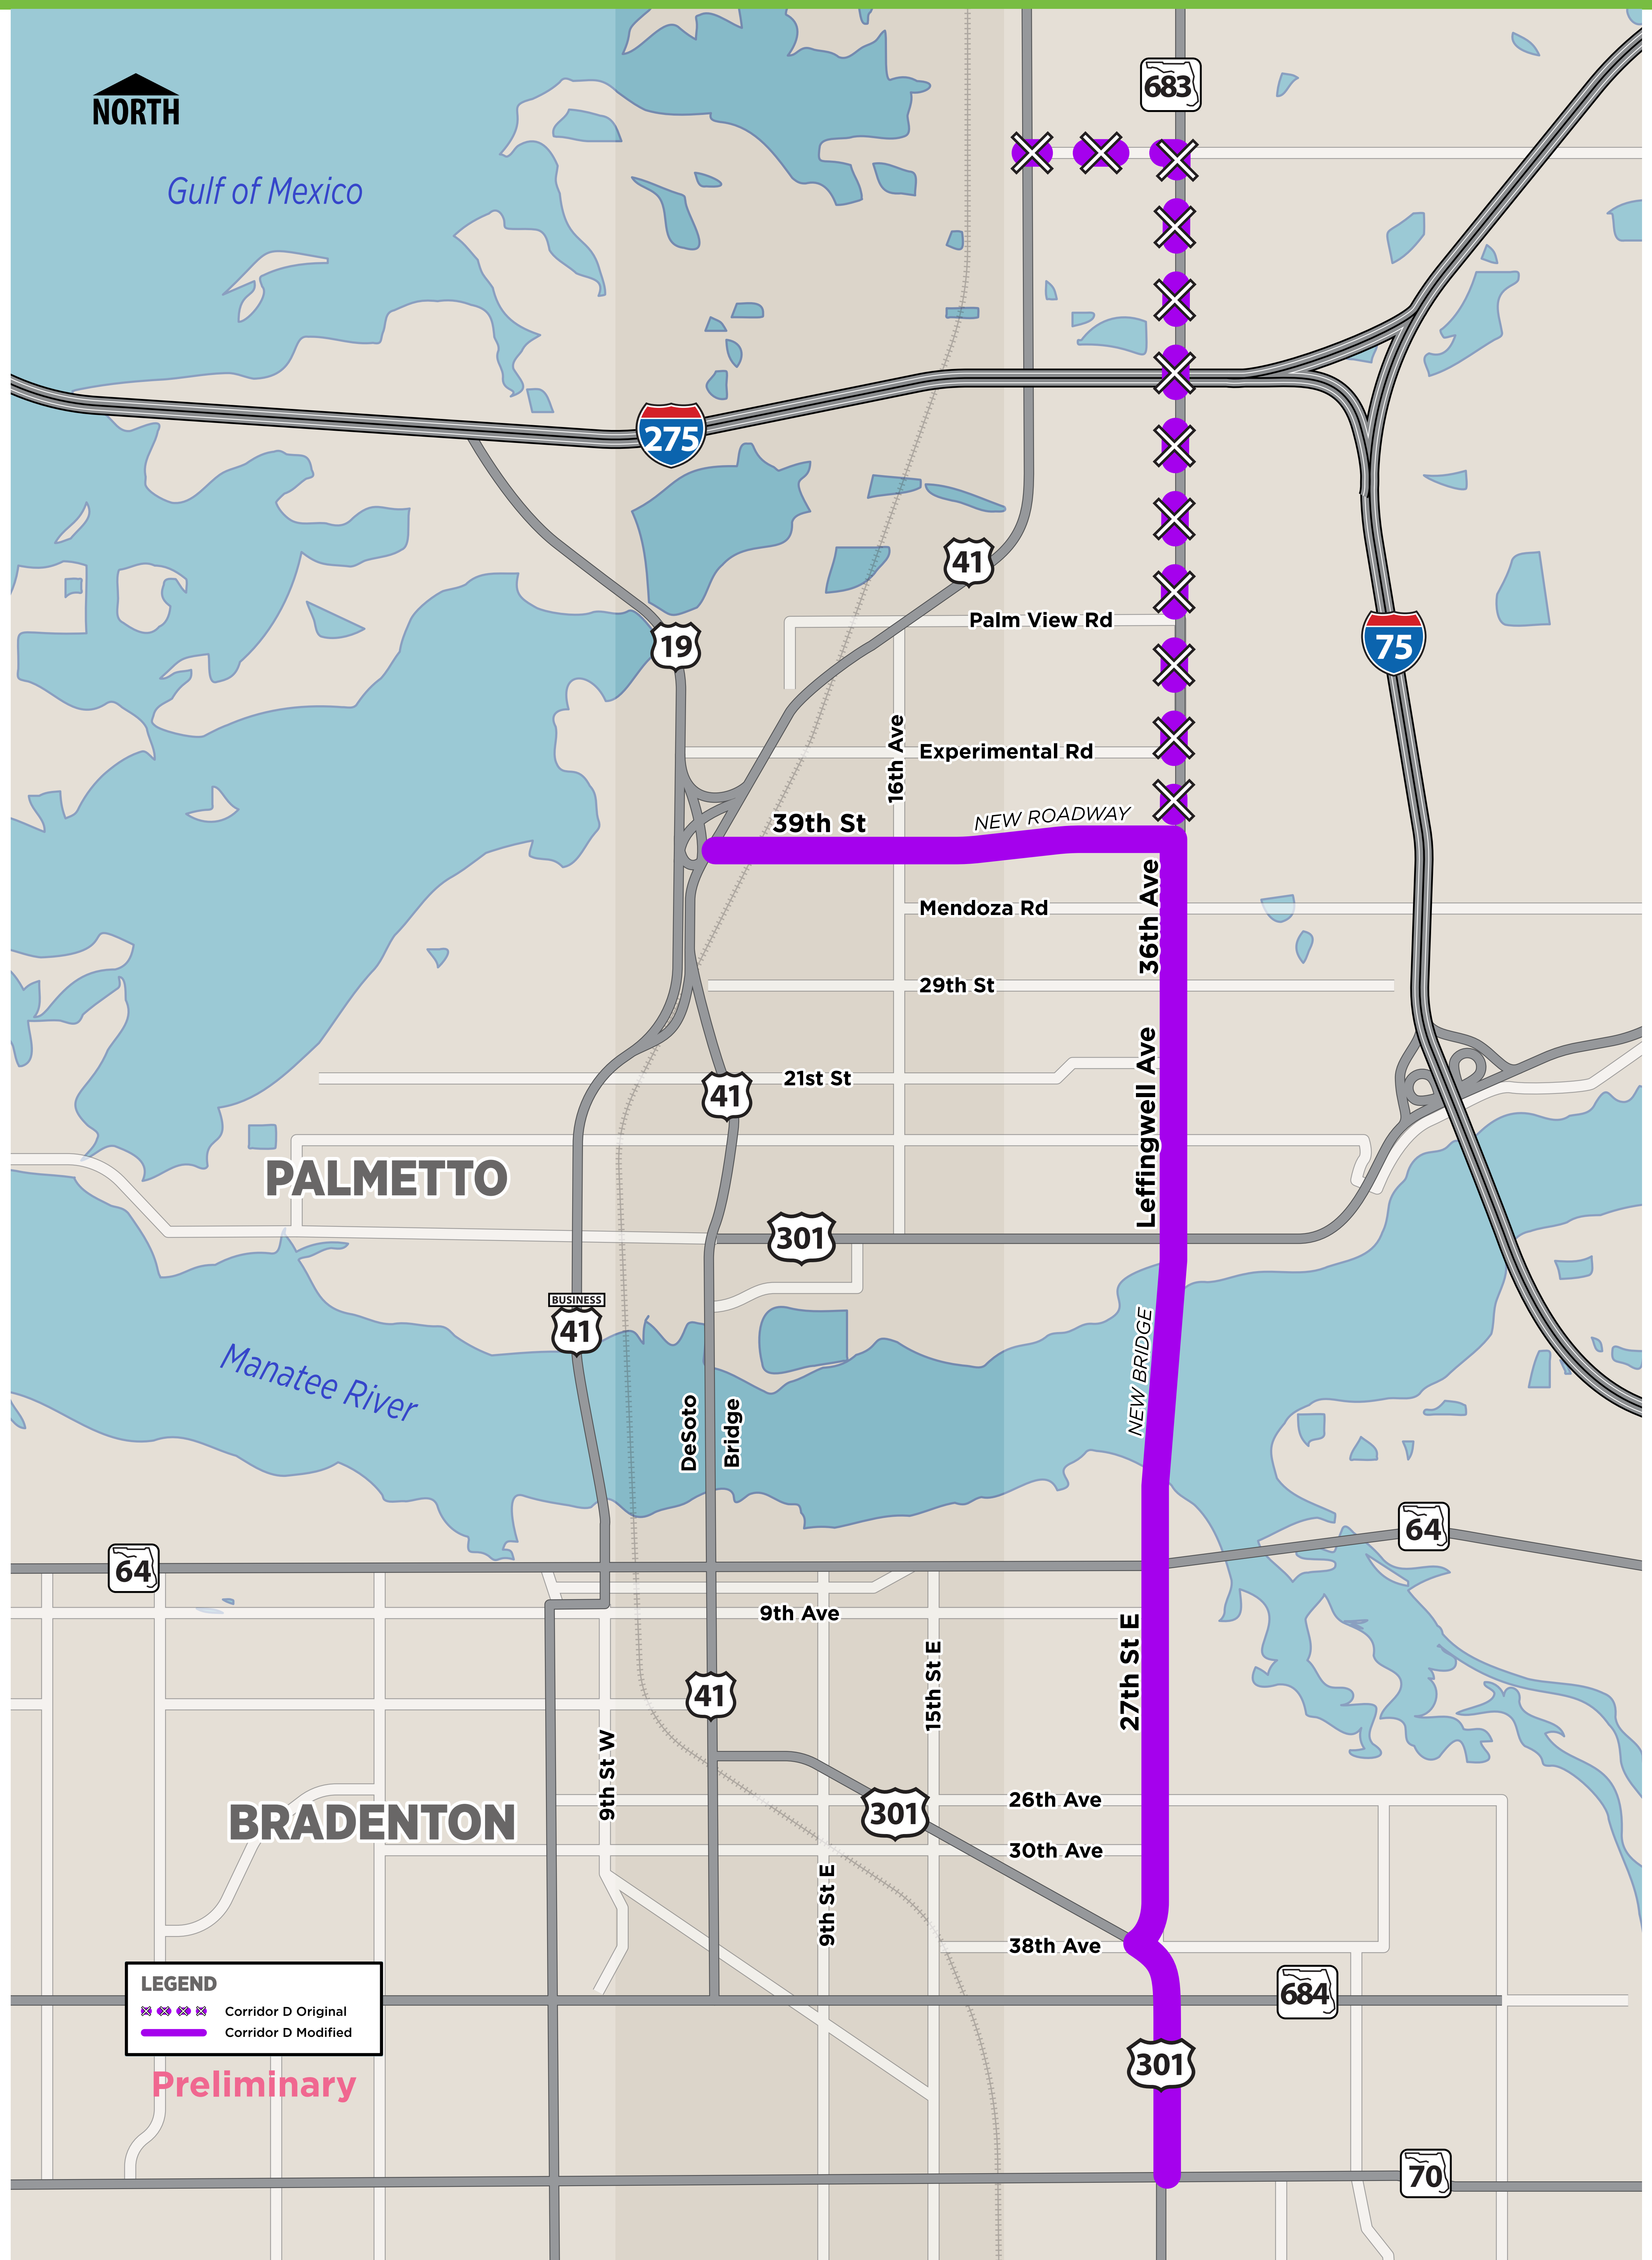 683
NORTH
Gulf of Mexico
275
41
Palm View Rd
19
75
16th Ave
Experimental Rd
39th St
NEW ROADWAY
36th Ave
Mendoza Rd
29th St
Leffingwell Ave
21st St
41
PALMETTO
301
BUSINESS
41
NEW BRIDGE
Manatee River
DeSoto
Bridge
64
64
9th Ave
27th St E
15th St E
41
9th St W
26th Ave
301
BRADENTON
30th Ave
9th St E
38th Ave
LEGEND
Corridor D Original
Corridor D Modified
684
301
Preliminary
70